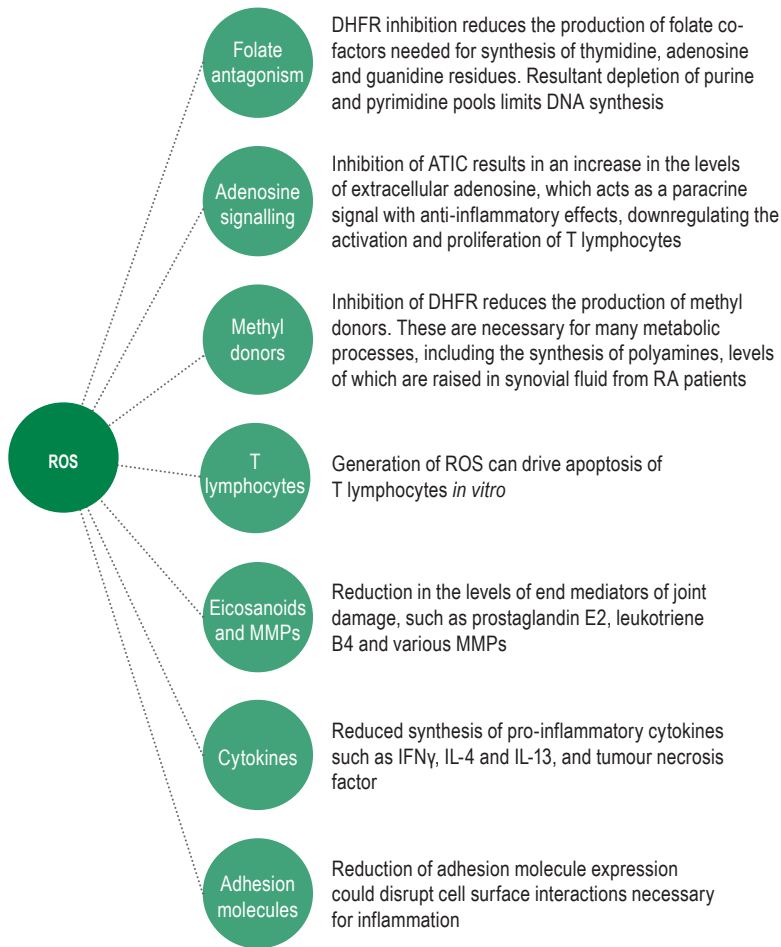 Folate
antagonism
DHFR inhibition reduces the production of folate co-
factors needed for synthesis of thymidine, adenosine
and guanidine residues. Resultant depletion of purine
and pyrimidine pools limits DNA synthesis
Adenosine
signalling
Inhibition of ATIC results in an increase in the levels
of extracellular adenosine, which acts as a paracrine
signal with anti-inflammatory effects, downregulating the
activation and proliferation of T lymphocytes
Methyl
donors
Inhibition of DHFR reduces the production of methyl
donors. These are necessary for many metabolic
processes, including the synthesis of polyamines, levels
of which are raised in synovial fluid from RA patients
ROS
T
lymphocytes
Generation of ROS can drive apoptosis of
T lymphocytes in vitro
Eicosanoids
and MMPs
Reduction in the levels of end mediators of joint
damage, such as prostaglandin E2, leukotriene
B4 and various MMPs
Cytokines
Reduced synthesis of pro-inflammatory cytokines
such as IFNγ, IL-4 and IL-13, and tumour necrosis
factor
Adhesion
molecules
Reduction of adhesion molecule expression
could disrupt cell surface interactions necessary
for inflammation